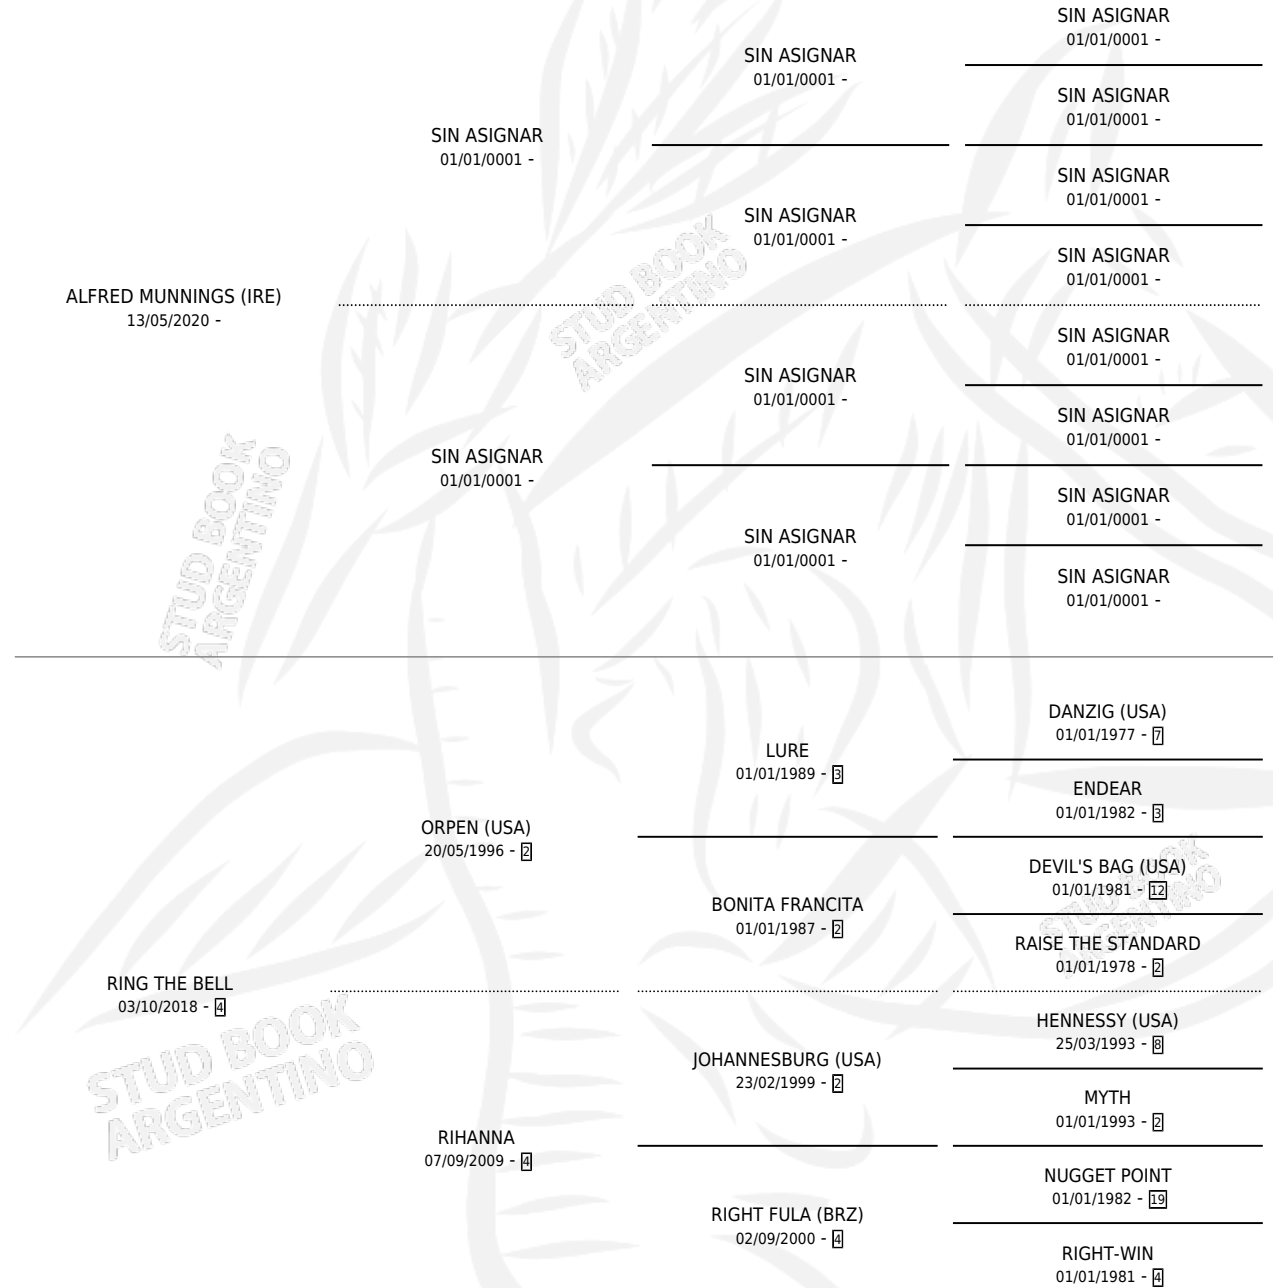 SIN ASIGNAR
01/01/0001 -
SIN ASIGNAR
01/01/0001 -
SIN ASIGNAR
01/01/0001 -
SIN ASIGNAR
01/01/0001 -
SIN ASIGNAR
01/01/0001 -
SIN ASIGNAR
01/01/0001 -
SIN ASIGNAR
01/01/0001 -
ALFRED MUNNINGS (IRE)
13/05/2020 -
SIN ASIGNAR
01/01/0001 -
SIN ASIGNAR
01/01/0001 -
SIN ASIGNAR
01/01/0001 -
SIN ASIGNAR
01/01/0001 -
SIN ASIGNAR
01/01/0001 -
SIN ASIGNAR
01/01/0001 -
SIN ASIGNAR
01/01/0001 -
STUD BOOK
ARGENTINO
STUD BOOK
ARGENTINO
DANZIG (USA)
01/01/1977 - 7
LURE
01/01/1989 - 3
ENDEAR
01/01/1982 - 3
ORPEN (USA)
20/05/1996 - 2
DEVIL'S BAG (USA)
01/01/1981 - 12
BONITA FRANCITA
01/01/1987 - 2
RAISE THE STANDARD
01/01/1978 - 2
STUD BOOK
ARGENTINO
RING THE BELL
03/10/2018 - 4
HENNESSY (USA)
25/03/1993 - 8
JOHANNESBURG (USA)
23/02/1999 - 2
MYTH
01/01/1993 - 2
RIHANNA
07/09/2009 - 4
NUGGET POINT
01/01/1982 - 19
RIGHT FULA (BRZ)
02/09/2000 - 4
RIGHT-WIN
01/01/1981 - 4
STUD BOOK
ARGENTINO